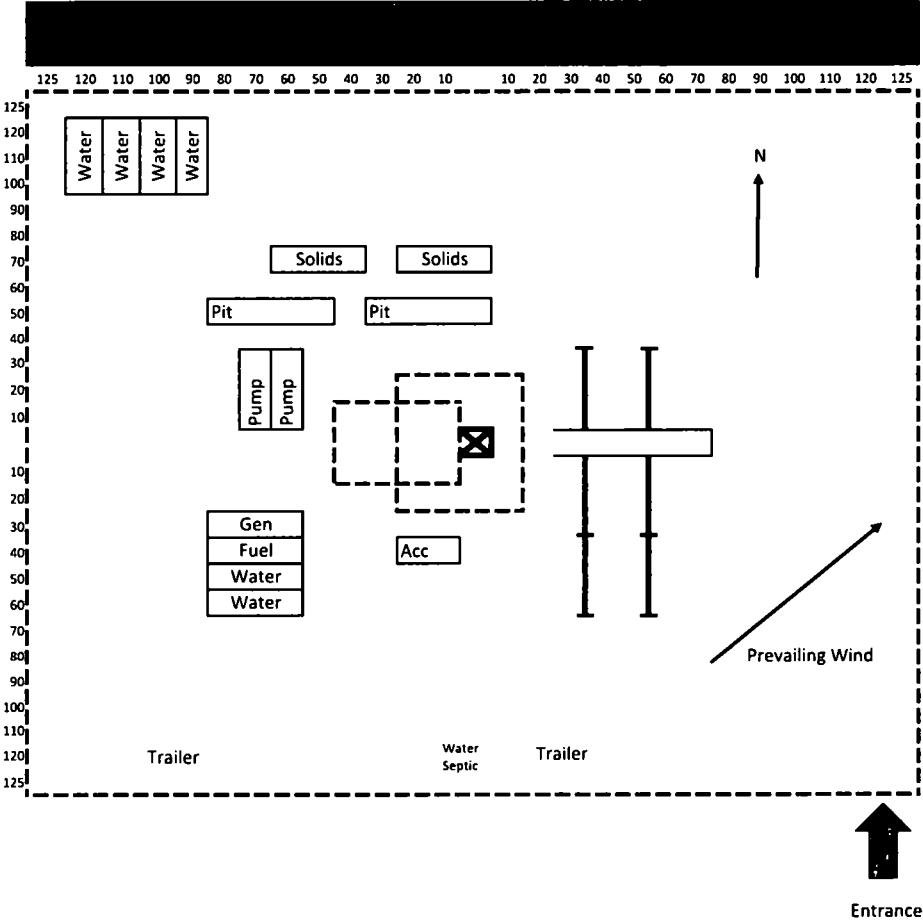 125 120 110 100 90 80 70 60 50 40 30 20 10 10 20 30 40 50 60 70 80 90 100 110 120 125
125
120
110
100
90
80
70
60
50
40
30
20
10
10
20
30
40
50
60
70
80
90
100
110
120
125
Water Water Water Water
N
Solids Solids
Pit Pit
Pump Pump
Gen
Fuel
Water
Water
Acc
Prevailing Wind
Trailer
Water
Septic
Trailer
Entrance